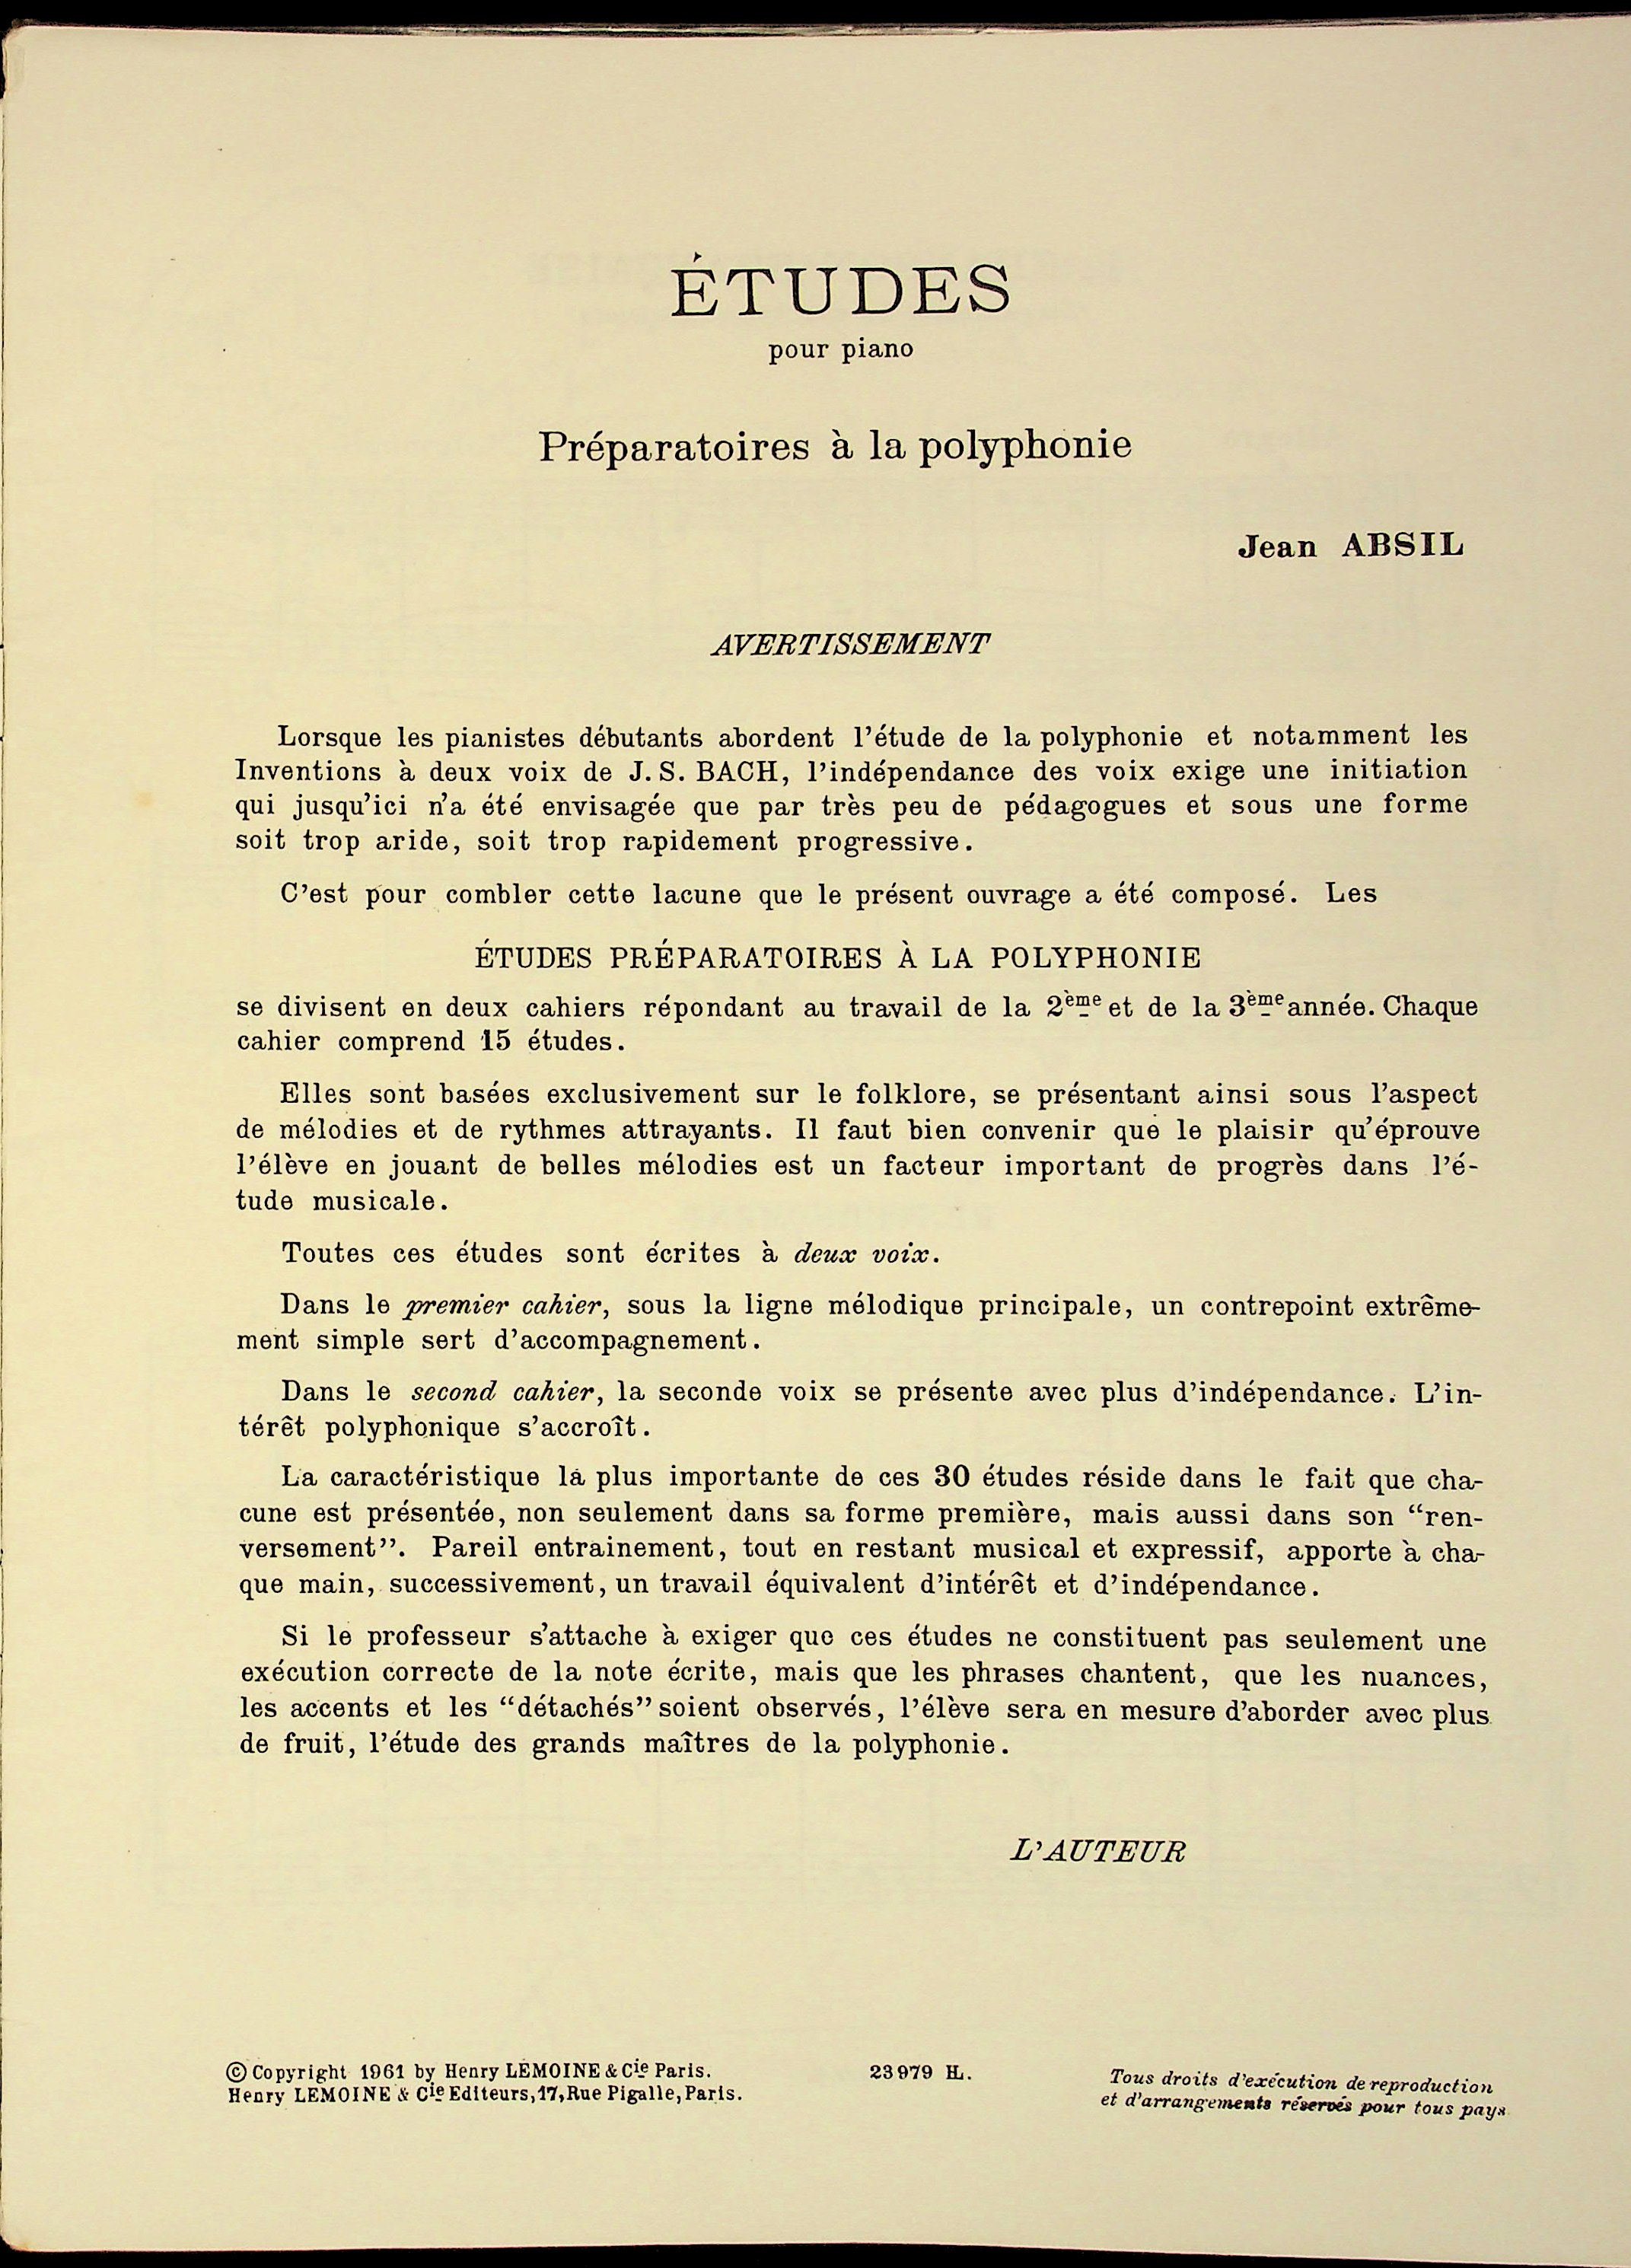 ÉTUDES
pour piano
Préparatoires à la polyphonie
Jean ABSIL
AVERTISSEMENT
Lorsque les pianistes débutants abordent l'étude de la polyphonie et notamment les
Inventions à deux voix de J. S. BACH, l'indépendance des voix exige une initiation
qui jusqu'ici n'a été envisagée que par très peu de pédagogues et sous une forme
soit trop aride, soit trop rapidement progressive.
C'est pour combler cette lacune que le présent ouvrage a été composé. Les
ÉTUDES PRÉPARATOIRES À LA POLYPHONIE
se divisent en deux cahiers répondant au travail de la 2ème et de la 3ème année. Chaque
cahier comprend 15 études.
Elles sont basées exclusivement sur le folklore, se présentant ainsi sous l'aspect
de mélodies et de rythmes attrayants. Il faut bien convenir que le plaisir qu'éprouve
l'élève en jouant de belles mélodies est un facteur important de progrès dans l'é-
tude musicale.
Toutes ces études sont écrites à deux voix.
Dans le premier cahier, sous la ligne mélodique principale, un contrepoint extrême-
ment simple sert d'accompagnement.
Dans le second cahier, la seconde voix se présente avec plus d'indépendance. L'in-
térêt polyphonique s'accroît.
La caractéristique la plus importante de ces 30 études réside dans le fait que cha-
cune est présentée, non seulement dans sa forme première, mais aussi dans son “ren-
versement”. Pareil entrainement, tout en restant musical et expressif, apporte à cha-
que main, successivement, un travail équivalent d'intérêt et d'indépendance.
Si le professeur s'attache à exiger que ces études ne constituent pas seulement une
exécution correcte de la note écrite, mais que les phrases chantent, que les nuances,
les accents et les “détachés” soient observés, l'élève sera en mesure d'aborder avec plus
de fruit, l'étude des grands maîtres de la polyphonie.
L'AUTEUR
© Copyright 1961 by Henry LEMOINE & Cie Paris.
Henry LEMOINE & Cie Editeurs, 17, Rue Pigalle, Paris.
23979 H.
Tous droits d'exécution de reproduction
et d'arrangements réservés pour tous pays